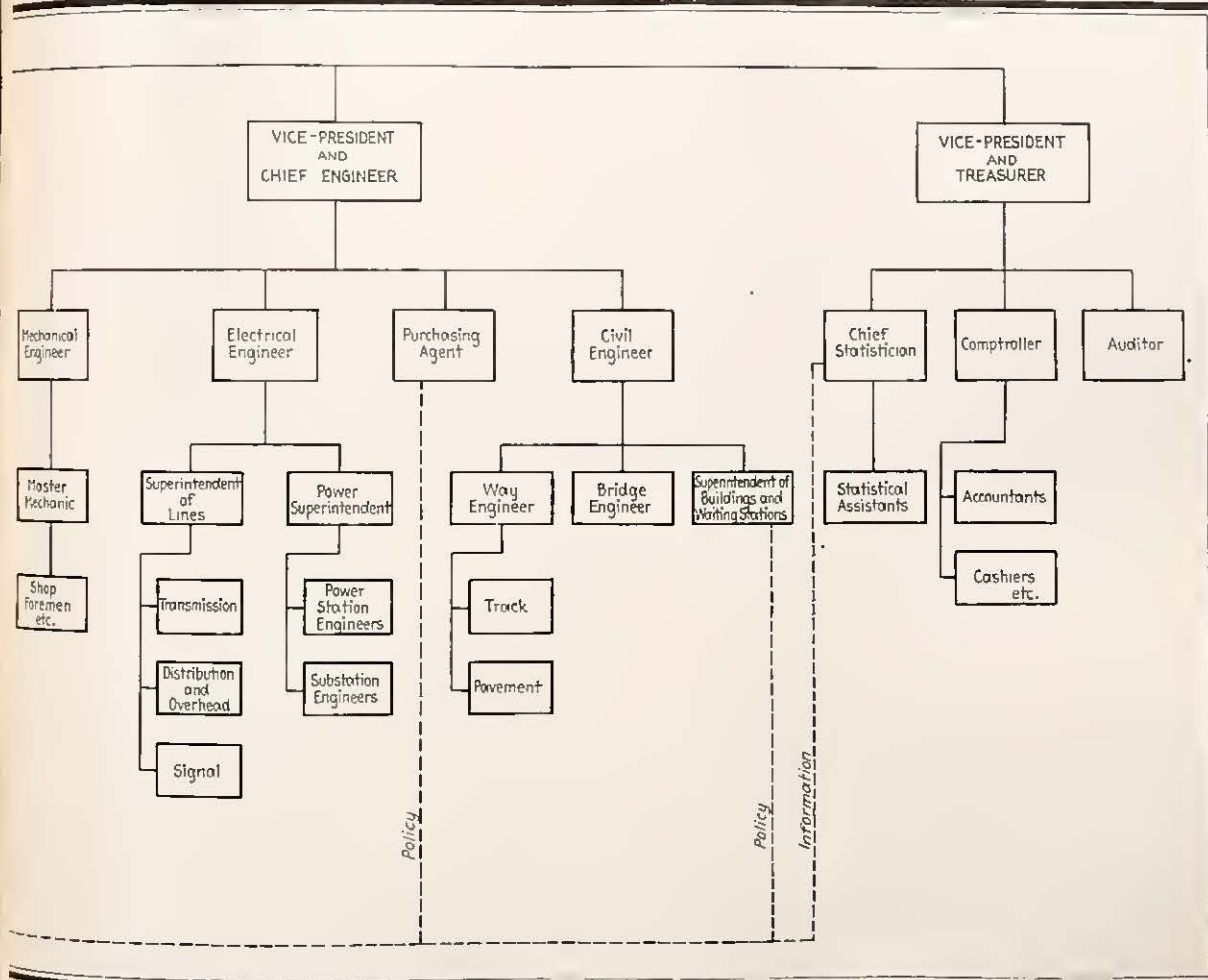 VICE-PRESIDENT
AND
CHIEF ENGINEER
VICE-PRESIDENT
AND
TREASURER
Mechanical
Engineer
Electrical
Engineer
Purchasing
Agent
Civil
Engineer
Chief
Statistician
Comptroller
Auditor
Master
Mechanic
Superintendent
of
Lines
Power
Superintendent
Way
Engineer
Bridge
Engineer
Superintendent of
Buildings and
Waiting Stations
Statistical
Assistants
Accountants
Shop
Foremen
etc.
Transmission
Power
Station
Engineers
Track
Cashiers
etc.
Distribution
and
Overhead
Substation
Engineers
Pavement
Signal
Policy
Policy
Information